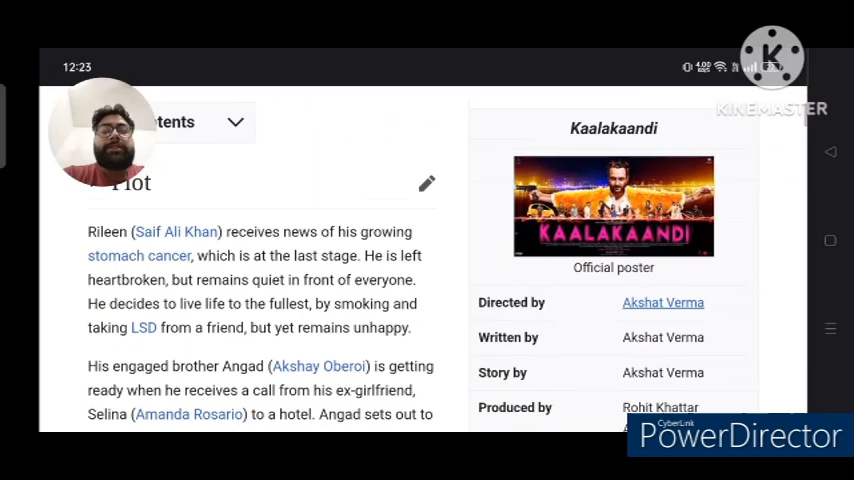 12:23
4.00
KINEMASTER
tents
Plot
Rileen (Saif Ali Khan) receives news of his growing
stomach cancer, which is at the last stage. He is left
heartbroken, but remains quiet in front of everyone.
He decides to live life to the fullest, by smoking and
taking LSD from a friend, but yet remains unhappy.
His engaged brother Angad (Akshay Oberoi) is getting
ready when he receives a call from his ex-girlfriend,
Selina (Amanda Rosario) to a hotel. Angad sets out to
Kaalakaandi
KAALAKAANDI
Official poster
Directed by Akshat Verma
Written by Akshat Verma
Story by Akshat Verma
Produced by Rohit Khattar
CyberLink
PowerDirector